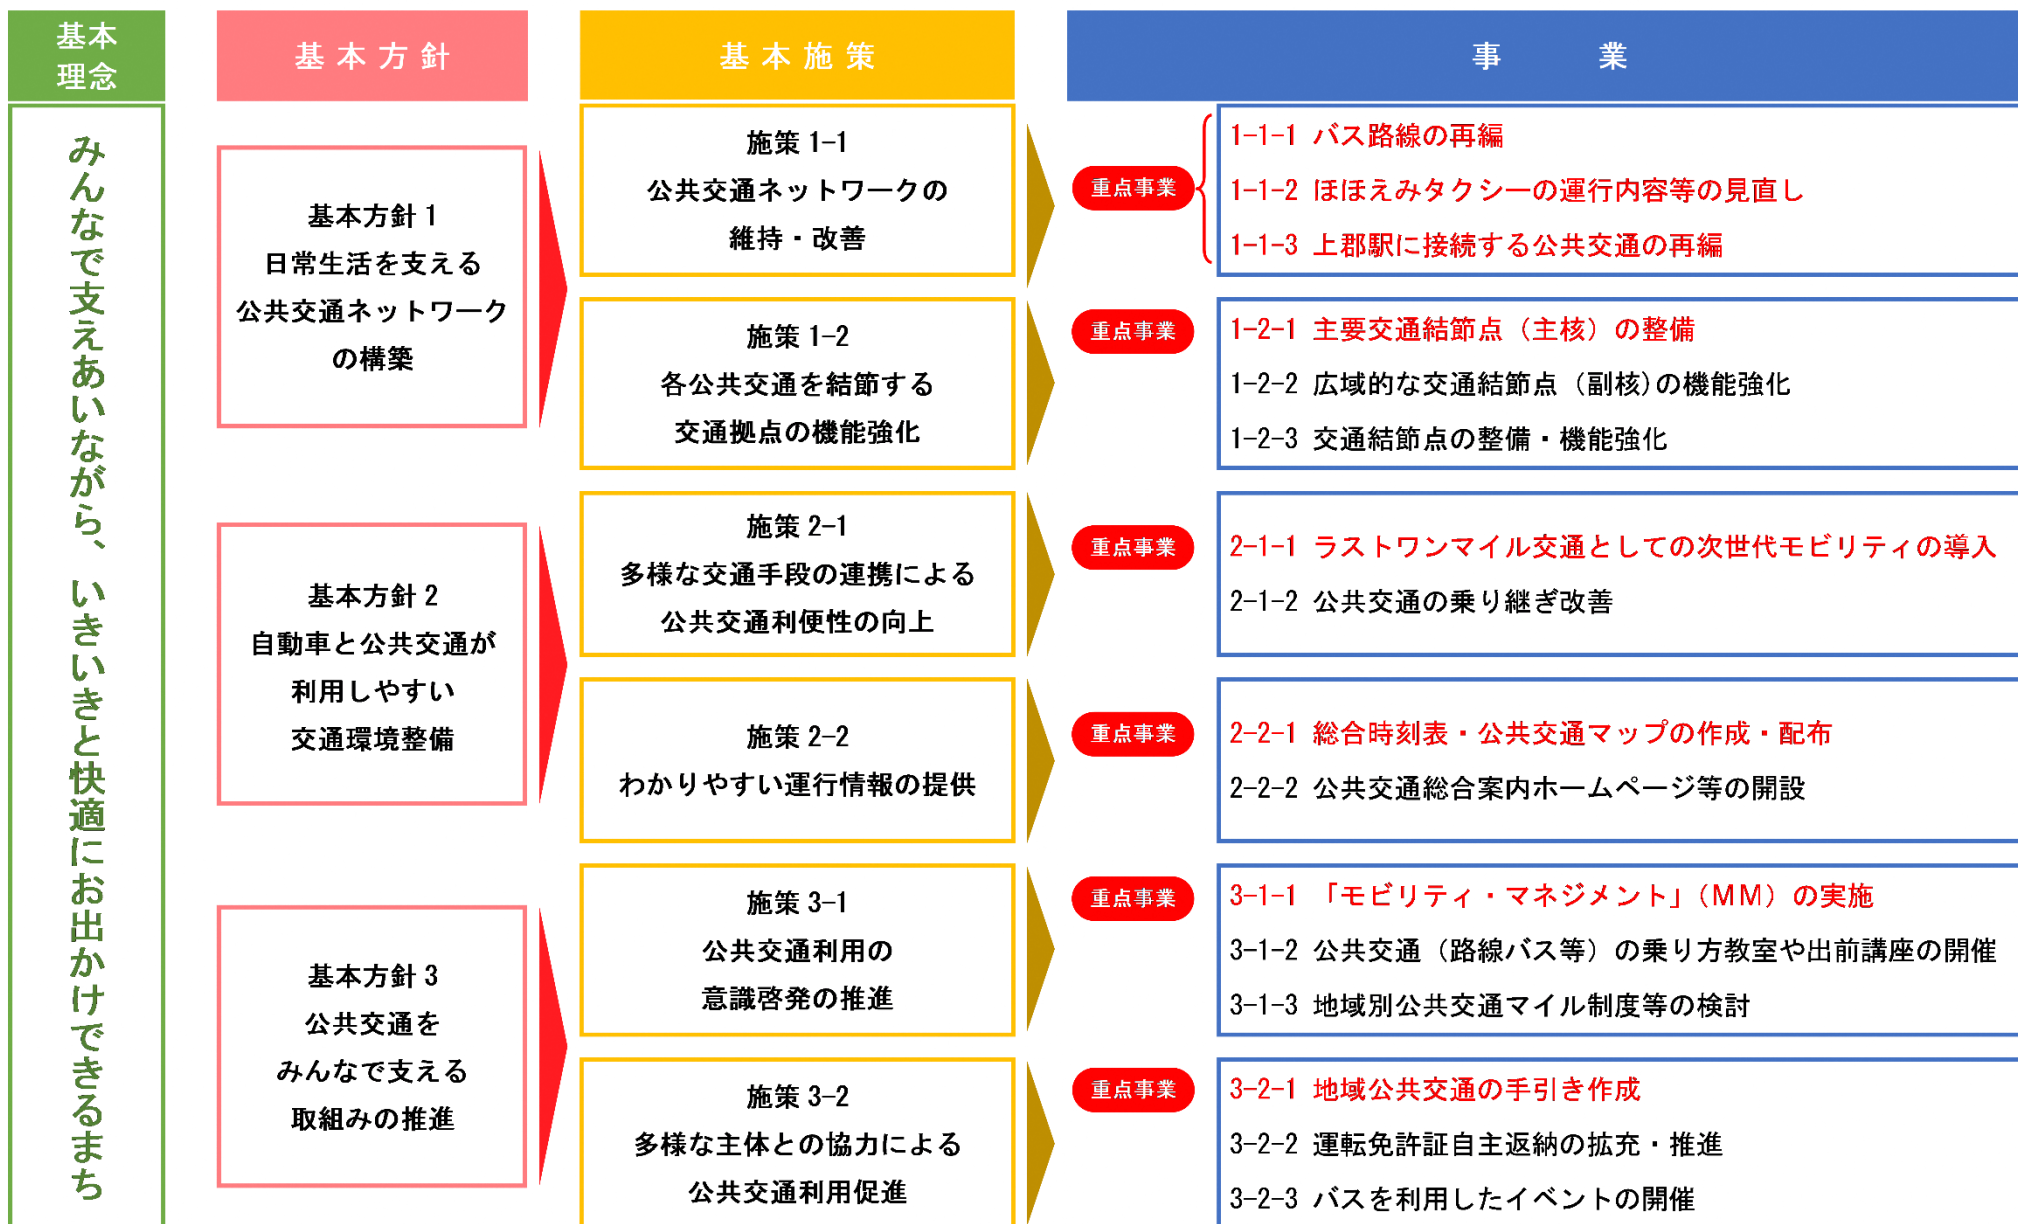 基本
理念
基本方針
基本施策
事業
みんなで支えあいながら、いきいきと快適にお出かけできるまち
基本方針 1
日常生活を支える
公共交通ネットワーク
の構築
施策 1-1
公共交通ネットワークの
維持・改善
重点事業
1-1-1 バス路線の再編
1-1-2 ほほえみタクシーの運行内容等の見直し
1-1-3 上郡駅に接続する公共交通の再編
施策 1-2
各公共交通を結節する
交通拠点の機能強化
重点事業
1-2-1 主要交通結節点（主核）の整備
1-2-2 広域的な交通結節点（副核)の機能強化
1-2-3 交通結節点の整備・機能強化
基本方針 2
自動車と公共交通が
利用しやすい
交通環境整備
施策 2-1
多様な交通手段の連携による
公共交通利便性の向上
重点事業
2-1-1 ラストワンマイル交通としての次世代モビリティの導入
2-1-2 公共交通の乗り継ぎ改善
施策 2-2
わかりやすい運行情報の提供
重点事業
2-2-1 総合時刻表・公共交通マップの作成・配布
2-2-2 公共交通総合案内ホームページ等の開設
基本方針 3
公共交通を
みんなで支える
取組みの推進
施策 3-1
公共交通利用の
意識啓発の推進
重点事業
3-1-1 「モビリティ・マネジメント」（ＭＭ）の実施
3-1-2 公共交通（路線バス等）の乗り方教室や出前講座の開催
3-1-3 地域別公共交通マイル制度等の検討
施策 3-2
多様な主体との協力による
公共交通利用促進
重点事業
3-2-1 地域公共交通の手引き作成
3-2-2 運転免許証自主返納の拡充・推進
3-2-3 バスを利用したイベントの開催